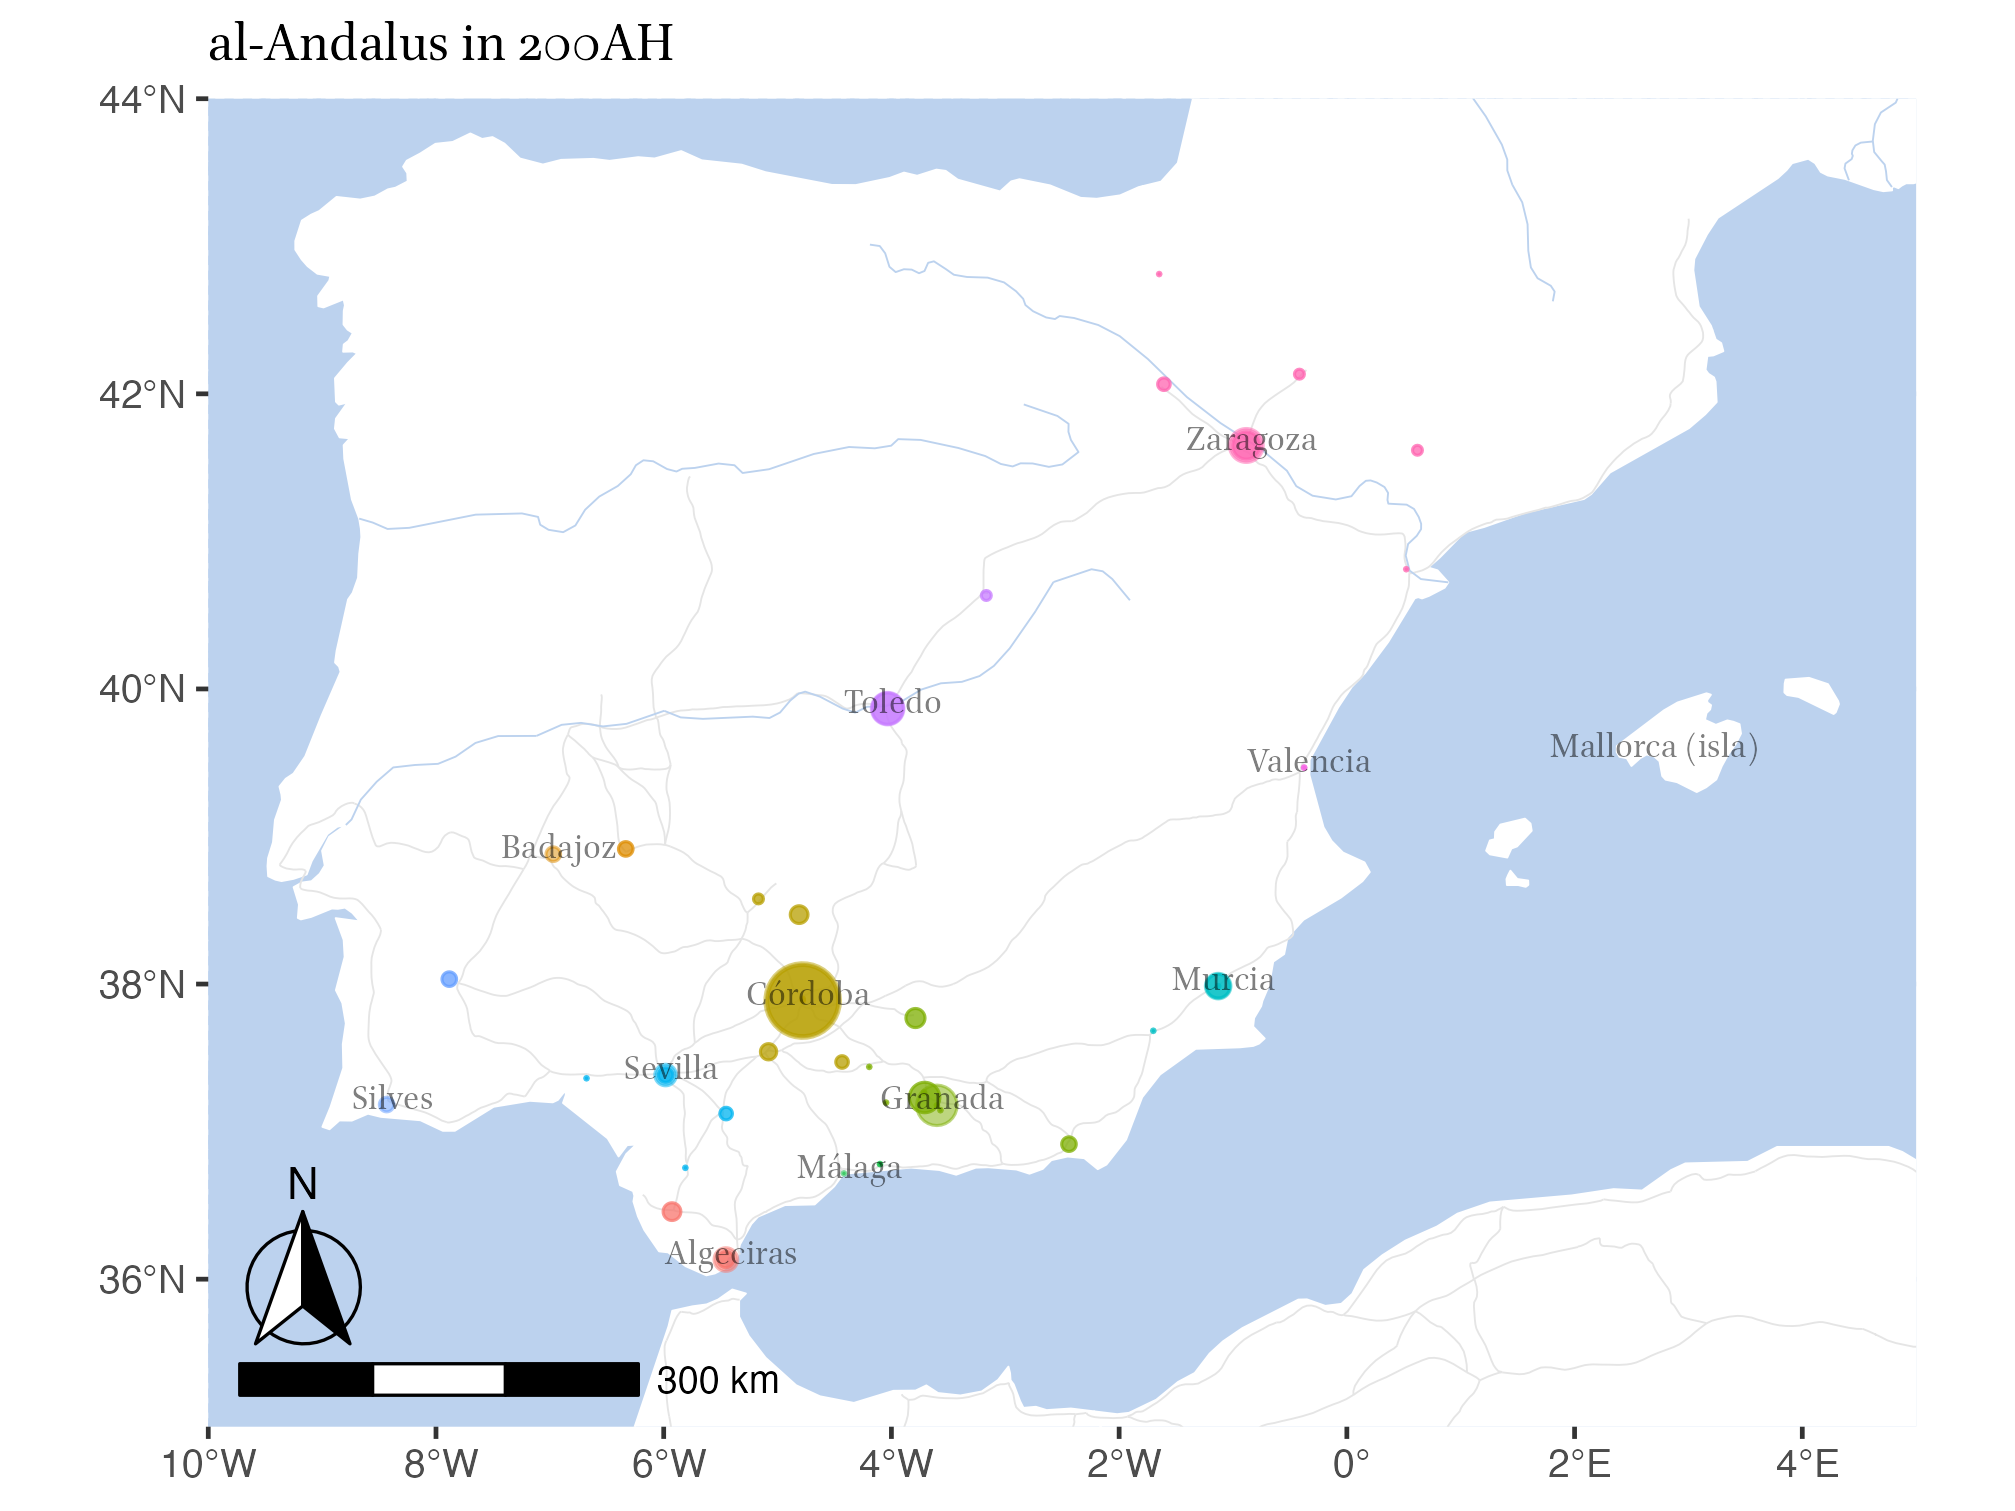 al-Andalus in 200AH
44°N
42°N
Zaragoza
40°N
Toledo
Valencia
Mallorca (isla)
Badajoz
38°N
Córdoba
Murcia
Sevilla
Silves
Granada
Málaga
N
Algeciras
36°N
300 km
10°W
8°W
6°W
4°W
2°W
0°
2°E
4°E